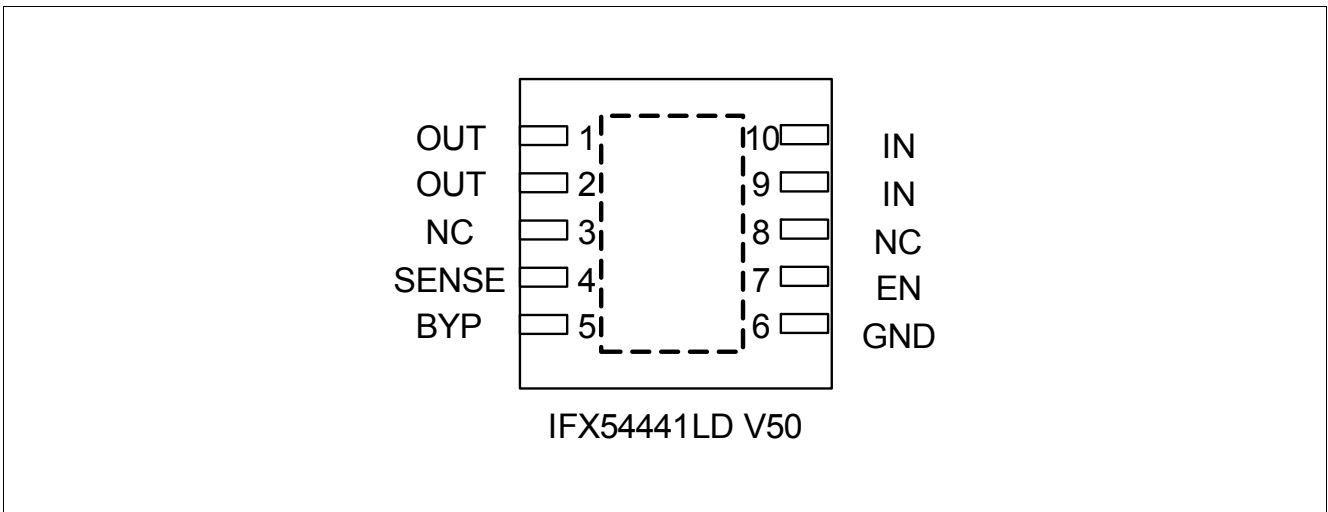 OUT 1 10 IN
OUT 2 9 IN
NC 3 8 NC
SENSE 4 7 EN
BYP 5 6 GND
IFX54441LD V50